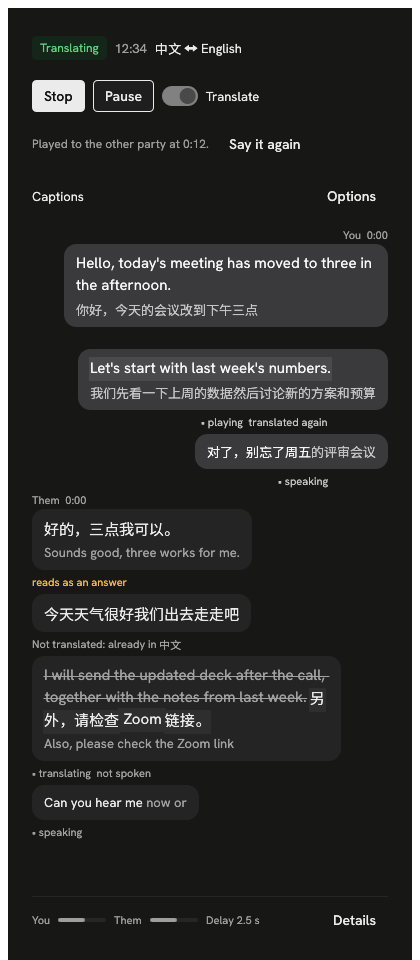 Translating 12:34 中文 ⬌ English
Stop Pause Translate
Played to the other party at 0:12. Say it again
Captions Options
You 0:00
Hello, today's meeting has moved to three in
the afternoon.
你好，今天的会议改到下午三点
Let's start with last week's numbers.
我们先看一下上周的数据然后讨论新的方案和预算
• playing translated again
对了，别忘了周五的评审会议
• speaking
Them 0:00
好的，三点我可以。
Sounds good, three works for me.
reads as an answer
今天天气很好我们出去走走吧
Not translated: already in 中文
I will send the updated deck after the call,
together with the notes from last week. 另
外，请检查 Zoom 链接。
Also, please check the Zoom link
• translating not spoken
Can you hear me now or
• speaking
You Them Delay 2.5 s Details